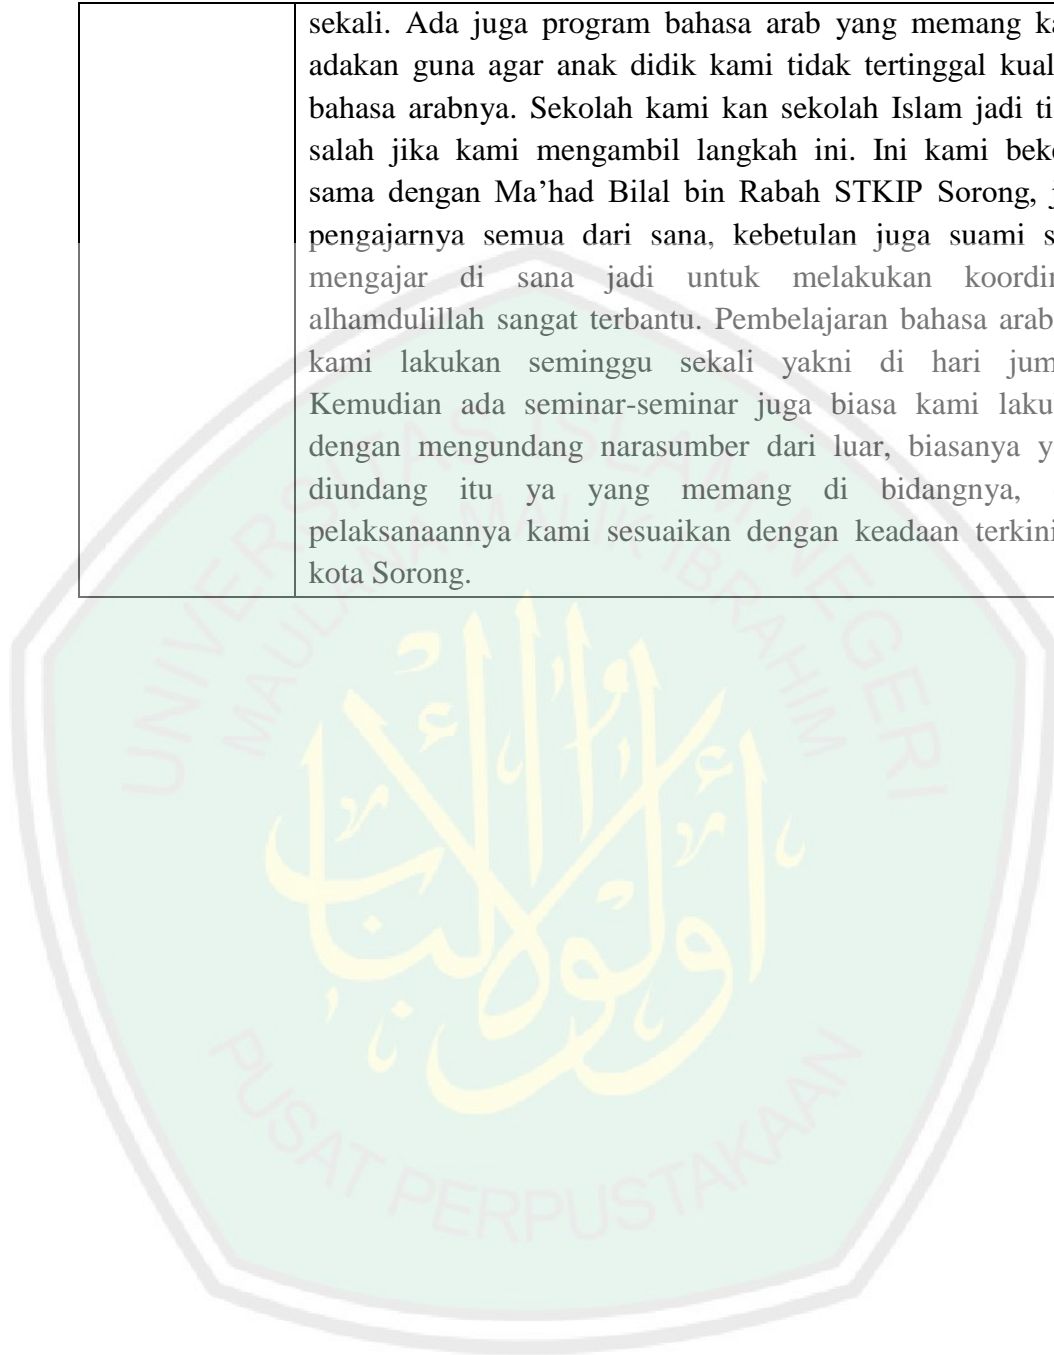 sekali. Ada juga program bahasa arab yang memang ka
adakan guna agar anak didik kami tidak tertinggal kual
bahasa arabnya. Sekolah kami kan sekolah Islam jadi ti
salah jika kami mengambil langkah ini. Ini kami beke
sama dengan Ma’had Bilal bin Rabah STKIP Sorong, j
pengajarnya semua dari sana, kebetulan juga suami s
mengajar di sana jadi untuk melakukan koordin
alhamdulillah sangat terbantu. Pembelajaran bahasa arab
kami lakukan seminggu sekali yakni di hari jum
Kemudian ada seminar-seminar juga biasa kami laku
dengan mengundang narasumber dari luar, biasanya y
diundang itu ya yang memang di bidangnya,
pelaksanaannya kami sesuaikan dengan keadaan terkini
kota Sorong.
UNIVERSITAS ISLAM NEGERI
MAULANA MALIK IBRAHIM
أولو الألباب
PUSAT PERPUSTAKAAN